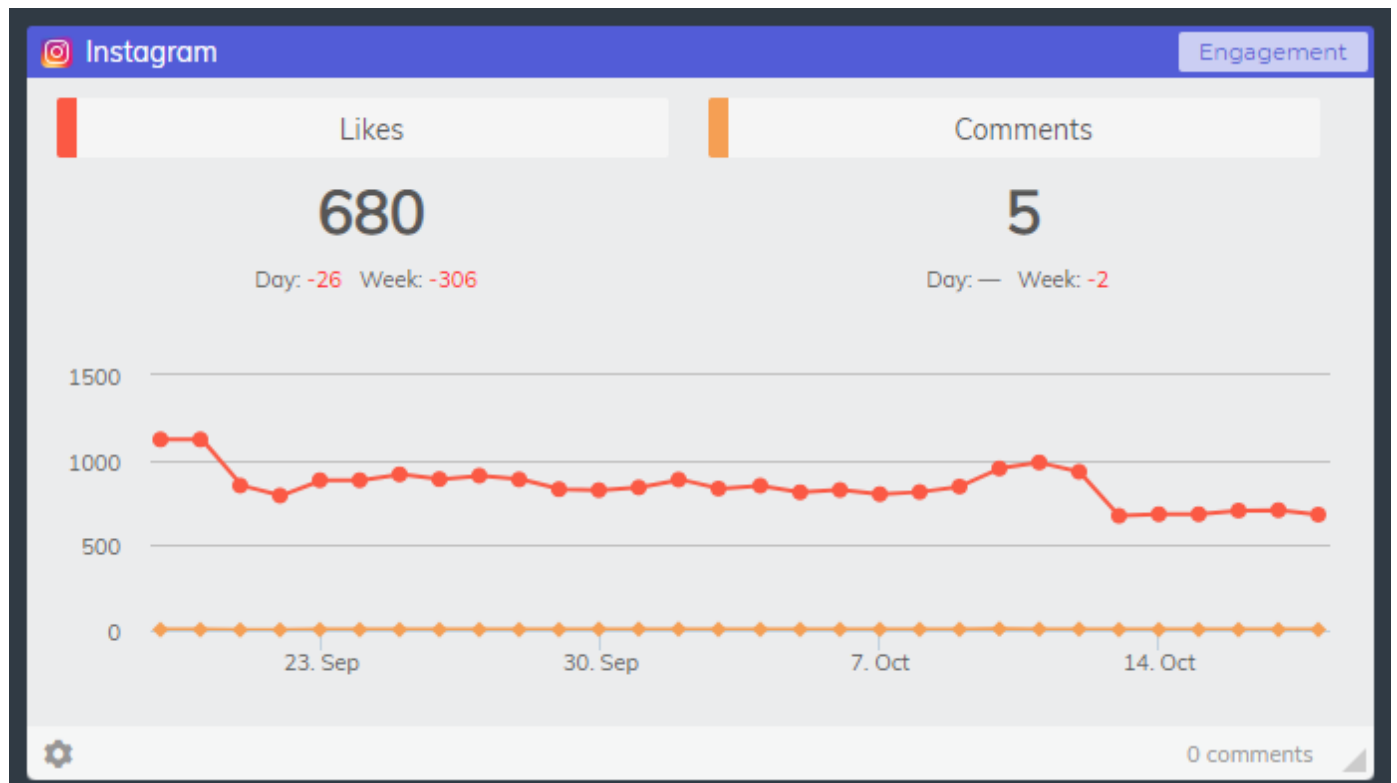 Instagram
Engagement
Likes
Comments
680
5
Day: -26 Week: -306
Day: — Week: -2
1500
1000
500
0
23. Sep
30. Sep
7. Oct
14. Oct
0 comments